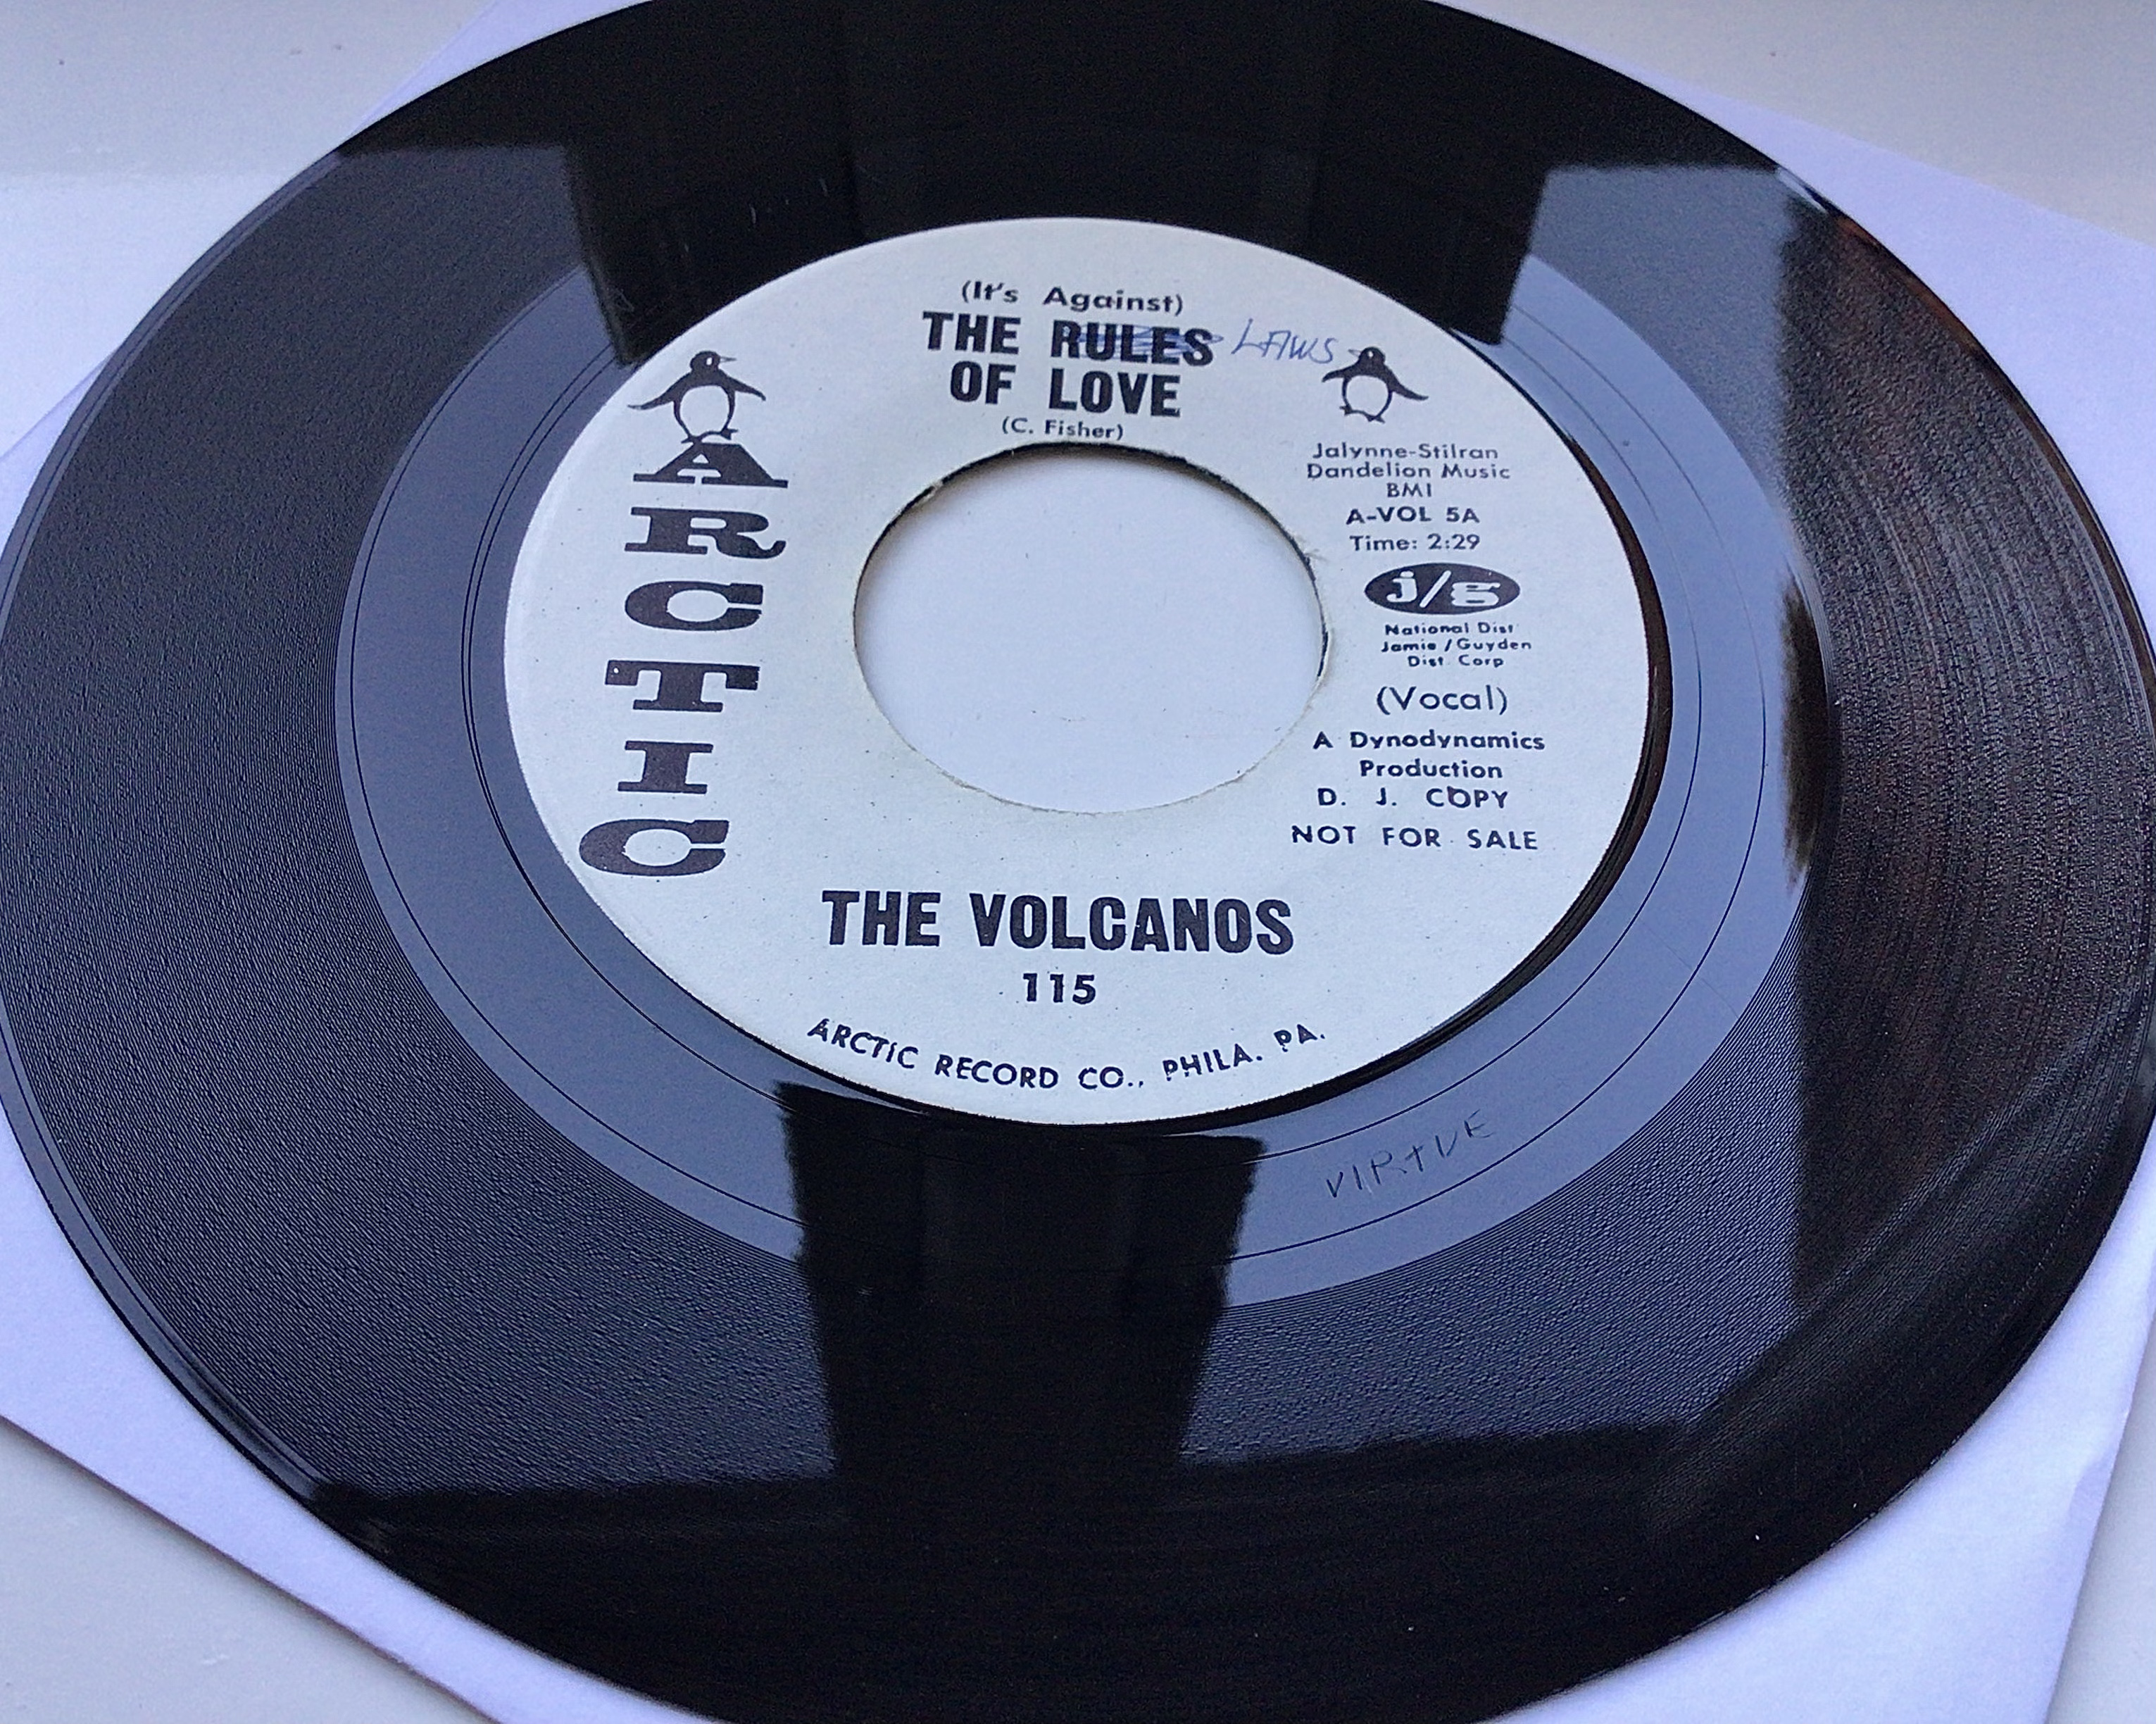 (It's Against)
THE RULES LAWS
OF LOVE
(C. Fisher)
ARCTIC
Jalynne-Stilran
Dandelion Music
BMI
A-VOL 5A
Time: 2:29
j/g
National Dist
Jamie/Guyden
Dist. Corp
(Vocal)
A Dynodynamics
Production
D. J. COPY
NOT FOR SALE
THE VOLCANOS
115
ARCTIC RECORD CO., PHILA. PA.
VIRTUE